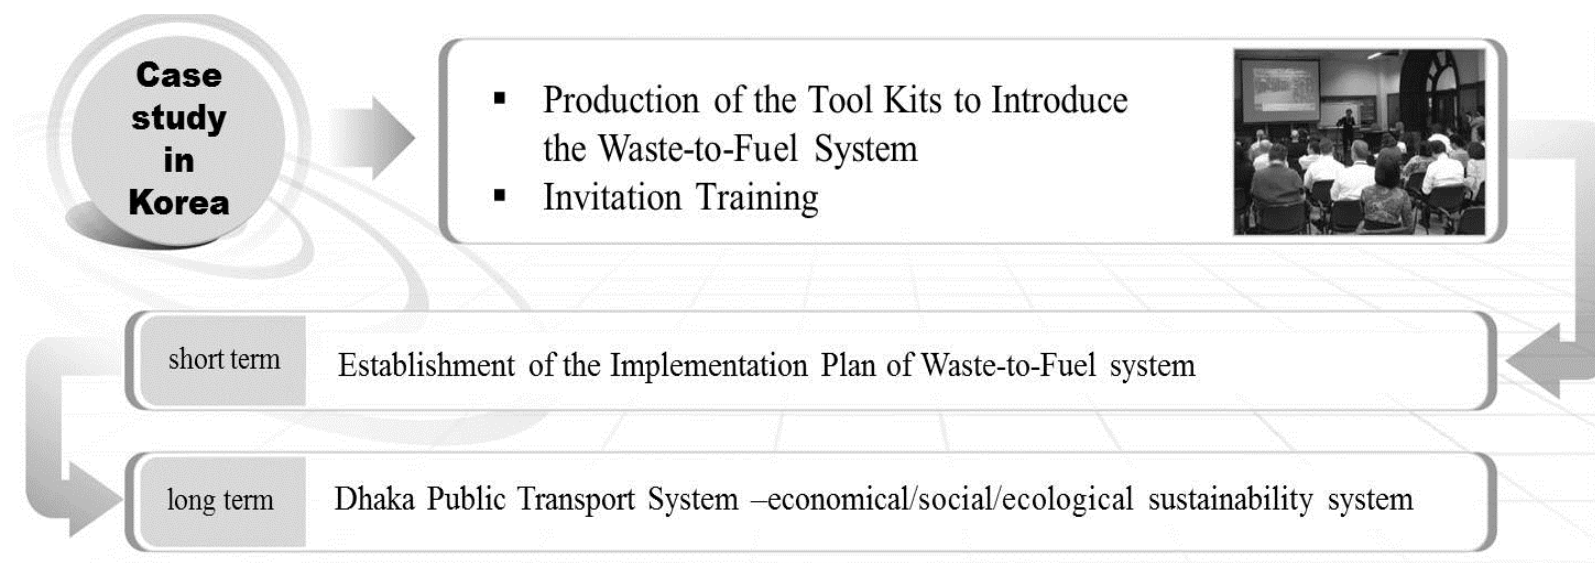 Case
study
in
Korea
▪ Production of the Tool Kits to Introduce
the Waste-to-Fuel System
▪ Invitation Training
short term
Establishment of the Implementation Plan of Waste-to-Fuel system
long term
Dhaka Public Transport System –economical/social/ecological sustainability system